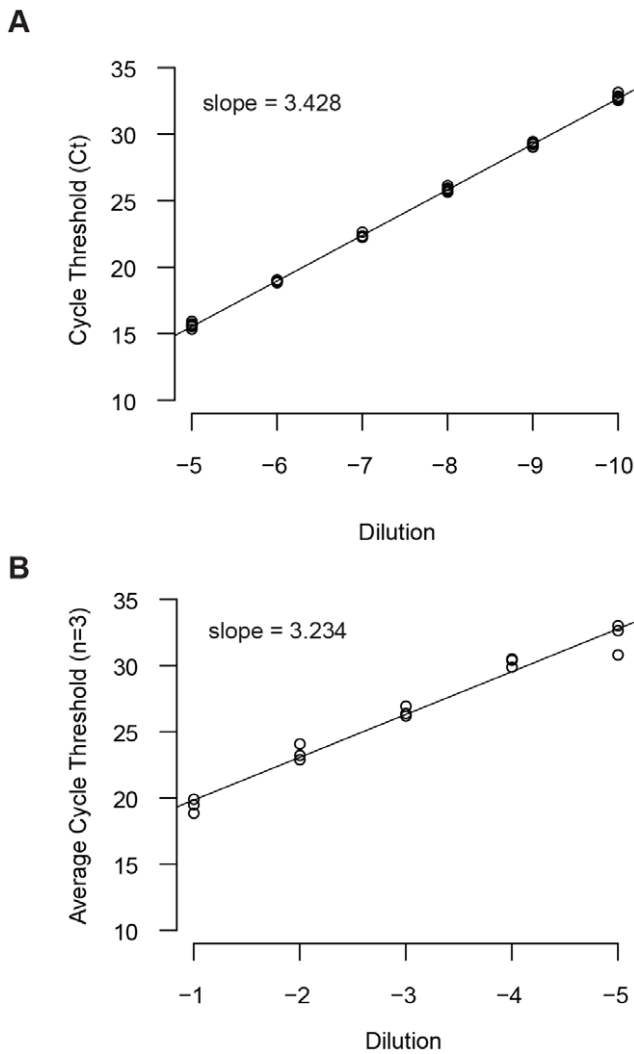 A
Cycle Threshold (Ct)
35
30
25
20
15
10
slope = 3.428
−5
−6
−7
−8
−9
−10
Dilution
B
Average Cycle Threshold (n=3)
35
30
25
20
15
10
slope = 3.234
−1
−2
−3
−4
−5
Dilution